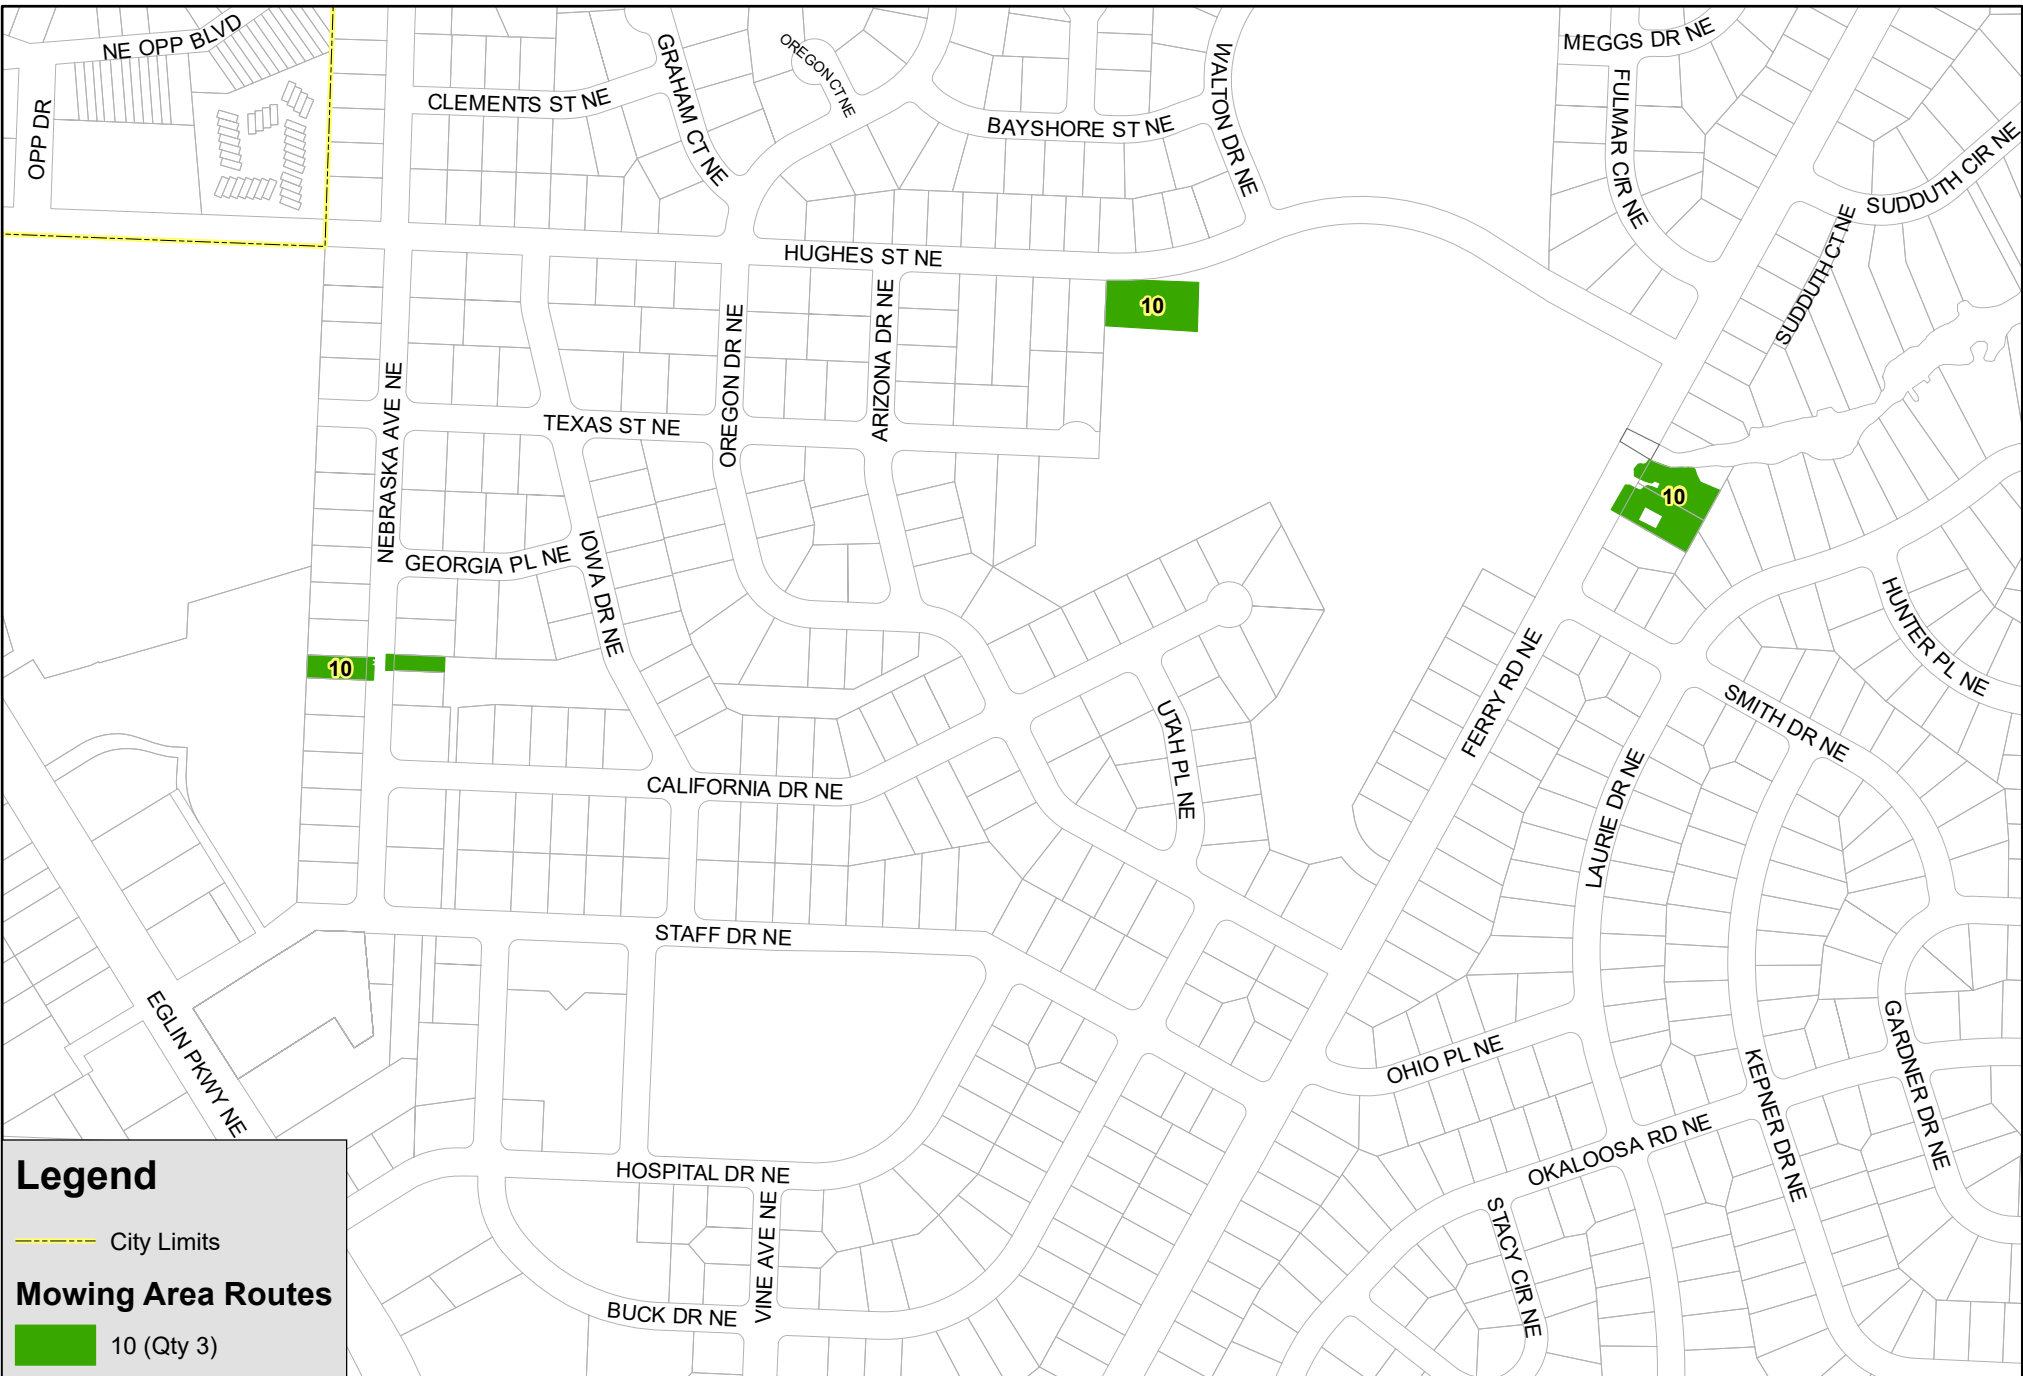 NE OPP BLVD
OPP DR
CLEMENTS ST NE
GRAHAM CT NE
OREGON CT NE
BAYSHORE ST NE
WALTON DR NE
MEGGS DR NE
FULMAR CIR NE
SUDDUTH CIR NE
SUDDUTH CT NE
HUGHES ST NE
10
NEBRASKA AVE NE
OREGON DR NE
ARIZONA DR NE
TEXAS ST NE
10
GEORGIA PL NE
IOWA DR NE
HUNTER PL NE
10
FERRY RD NE
UTAH PL NE
SMITH DR NE
CALIFORNIA DR NE
LAURIE DR NE
STAFF DR NE
EGLIN PKWY NE
OHIO PL NE
GARDNER DR NE
KEPNER DR NE
OKALOOSA RD NE
HOSPITAL DR NE
VINE AVE NE
STACY CIR NE
BUCK DR NE
Legend
City Limits
Mowing Area Routes
10 (Qty 3)